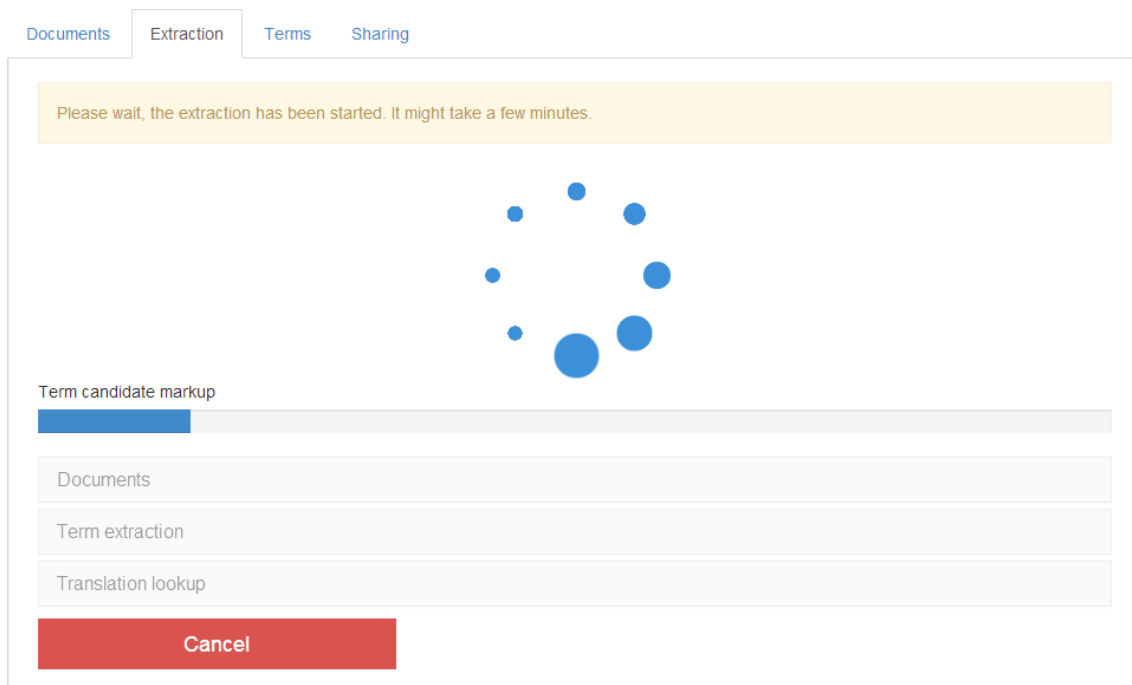 Documents Extraction Terms Sharing
Please wait, the extraction has been started. It might take a few minutes.
Term candidate markup
Documents
Term extraction
Translation lookup
Cancel